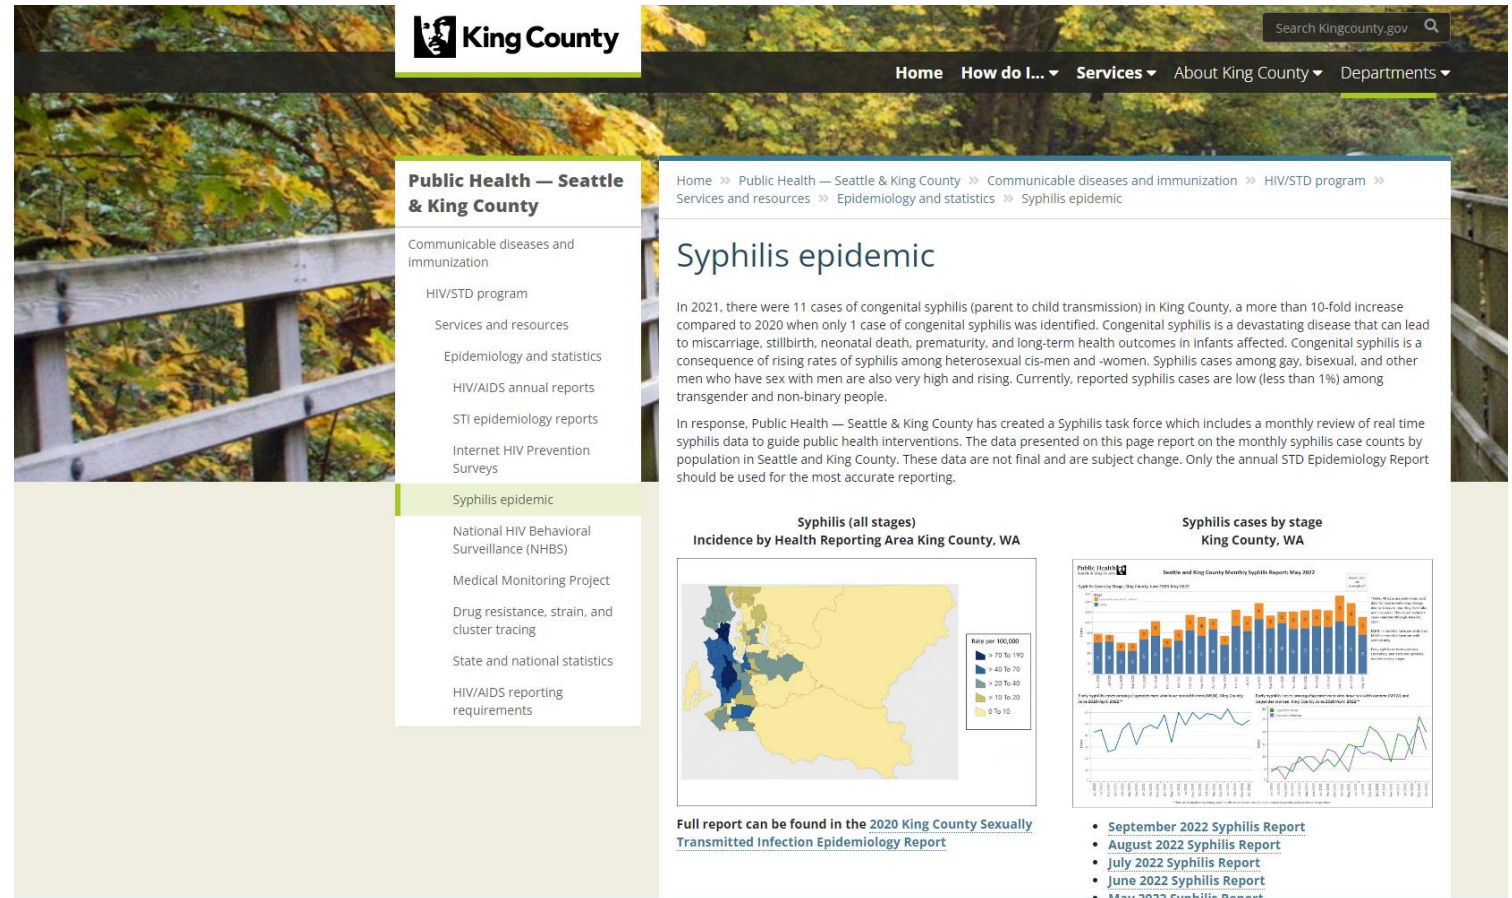 King County
Search Kingcounty.gov
Home How do I... Services About King County Departments
Public Health — Seattle
& King County
Communicable diseases and
immunization
HIV/STD program
Services and resources
Epidemiology and statistics
HIV/AIDS annual reports
STI epidemiology reports
Internet HIV Prevention
Surveys
Syphilis epidemic
National HIV Behavioral
Surveillance (NHBS)
Medical Monitoring Project
Drug resistance, strain, and
cluster tracing
State and national statistics
HIV/AIDS reporting
requirements
Home » Public Health — Seattle & King County » Communicable diseases and immunization » HIV/STD program »
Services and resources » Epidemiology and statistics » Syphilis epidemic
Syphilis epidemic
In 2021, there were 11 cases of congenital syphilis (parent to child transmission) in King County, a more than 10-fold increase
compared to 2020 when only 1 case of congenital syphilis was identified. Congenital syphilis is a devastating disease that can lead
to miscarriage, stillbirth, neonatal death, prematurity, and long-term health outcomes in infants affected. Congenital syphilis is a
consequence of rising rates of syphilis among heterosexual cis-men and -women. Syphilis cases among gay, bisexual, and other
men who have sex with men are also very high and rising. Currently, reported syphilis cases are low (less than 1%) among
transgender and non-binary people.
In response, Public Health — Seattle & King County has created a Syphilis task force which includes a monthly review of real time
syphilis data to guide public health interventions. The data presented on this page report on the monthly syphilis case counts by
population in Seattle and King County. These data are not final and are subject change. Only the annual STD Epidemiology Report
should be used for the most accurate reporting.
Syphilis (all stages)
Incidence by Health Reporting Area King County, WA
Rate per 100,000
> 70 To 190
> 40 To 70
> 20 To 40
> 10 To 20
0 To 10
Full report can be found in the 2020 King County Sexually
Transmitted Infection Epidemiology Report
Syphilis cases by stage
King County, WA
Public Health
Seattle and King County Monthly Syphilis Report: May 2022
September 2022 Syphilis Report
August 2022 Syphilis Report
July 2022 Syphilis Report
June 2022 Syphilis Report
May 2022 Syphilis Report